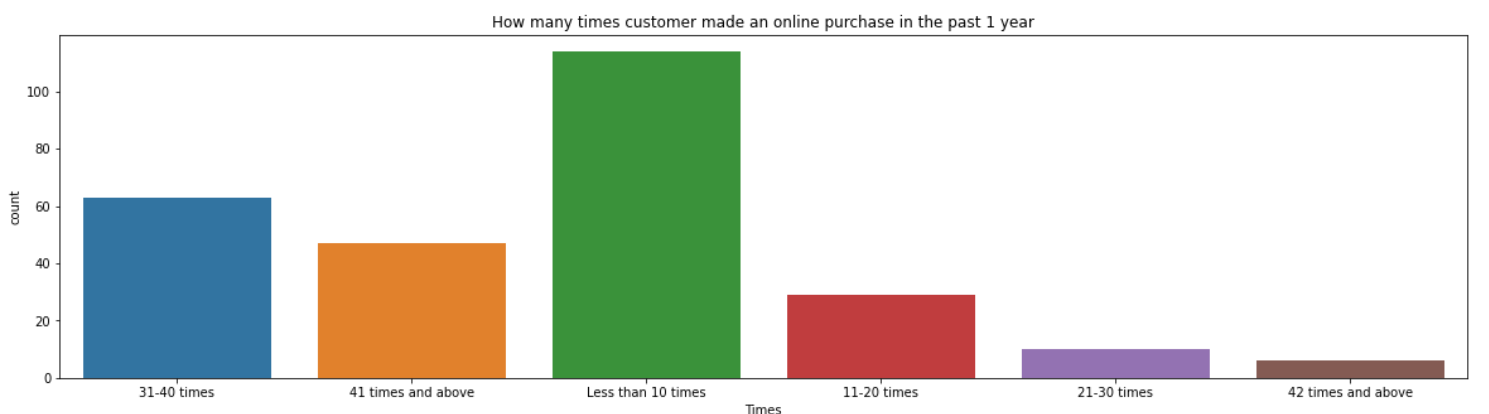 How many times customer made an online purchase in the past 1 year
count
100
80
60
40
20
0
31-40 times 41 times and above Less than 10 times 11-20 times 21-30 times 42 times and above
Times